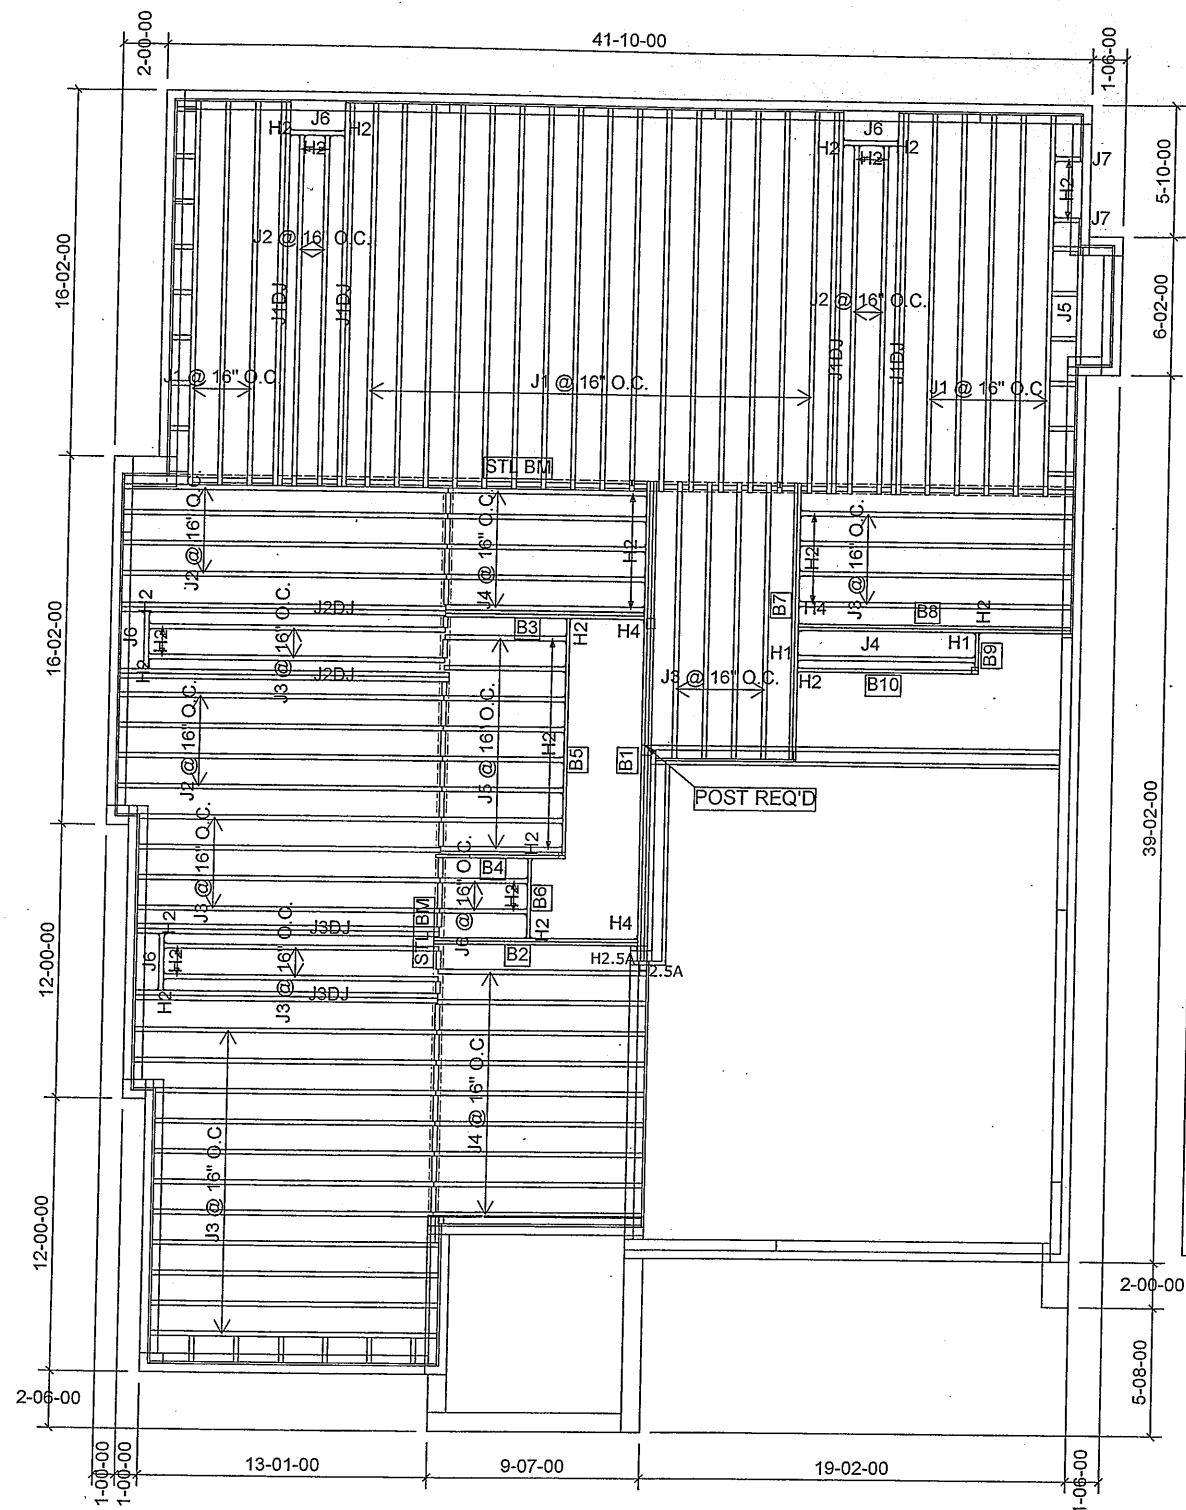 41-10-00
2-00-00
1-06-00
J6
H2
H2
H2
J6
H2
H2
H2
J7
H2
J7
5-10-00
16-02-00
J2 @ 16" O.C.
J1DJ
J1DJ
J2 @ 16" O.C.
J1DJ
J1DJ
J5
6-02-00
J1 @ 16" O.C
J1 @ 16" O.C.
J1 @ 16" O.C
STL BM
J2 @ 16" O.C.
J4 @ 16" O.C.
H2
H2
J3 @ 16" O.C.
16-02-00
H2
J2DJ
J6
H2
J3 @ 16" O.C.
H2
J2DJ
B3
H2
H4
B7
H4
B8
H2
J4
H1
B9
H1
H2
B10
J3 @ 16" O.C.
J2 @ 16" O.C.
J5 @ 16" O.C.
H2
B5
B1
POST REQ'D
39-02-00
J3 @ 16" O.C.
H2
B4
H2
B6
H2
J6 @ 16" O.C.
STL BM
H4
B2
H2.5A
2.5A
12-00-00
H2
J3DJ
J6
H2
J3 @ 16" O.C.
H2
J3DJ
J3 @ 16" O.C
J4 @ 16" O.C
12-00-00
2-00-00
5-08-00
2-06-00
1-00-00
1-00-00
13-01-00
9-07-00
19-02-00
1-06-00